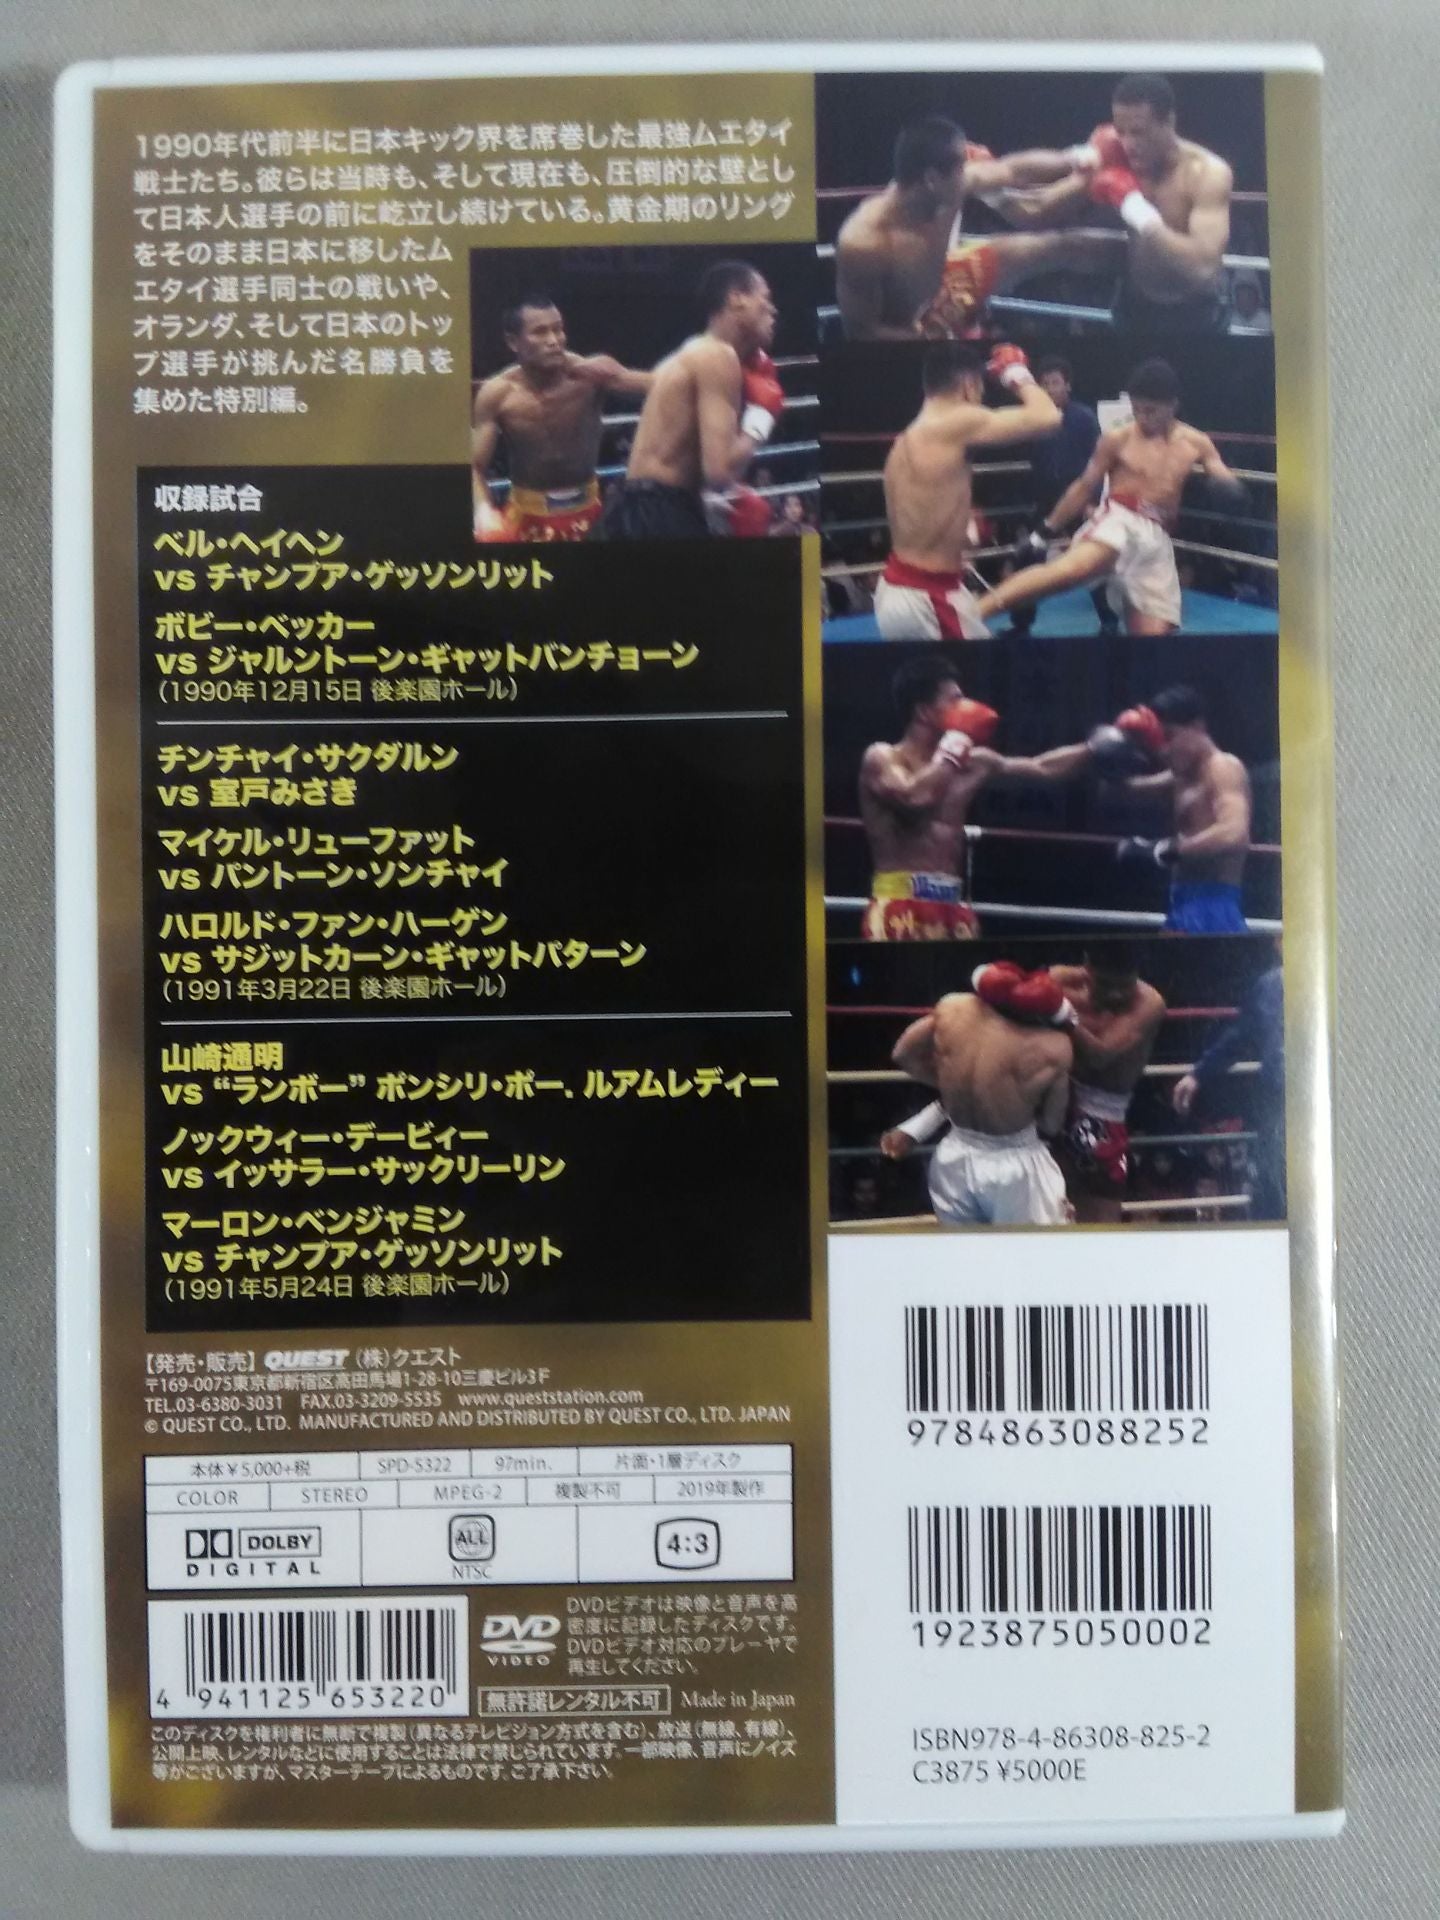 1990年代前半に日本キック界を席巻した最強ムエタイ
戦士たち。彼らは当時も、そして現在も、圧倒的な壁とし
て日本人選手の前に屹立し続けている。黄金期のリング
をそのまま日本に移したム
エタイ選手同士の戦いや、
オランダ、そして日本のトッ
プ選手が挑んだ名勝負を
集めた特別編。
収録試合
ベル・ヘイヘン
vs チャンプア・ゲッソンリット
ボビー・ベッカー
vs ジャルントーン・ギャットバンチョーン
（1990年12月15日 後楽園ホール）
チンチャイ・サクダルン
vs 室戸みさき
マイケル・リューファット
vs パントーン・ソンチャイ
ハロルド・ファン・ハーゲン
vs サジットカーン・ギャットパターン
（1991年3月22日 後楽園ホール）
山崎通明
vs “ランボー” ポンシリ・ポー. ルアムレディー
ノックウィー・デービィー
vs イッサラー・サックリーリン
マーロン・ベンジャミン
vs チャンプア・ゲッソンリット
（1991年5月24日 後楽園ホール）
【発売・販売】 QUEST （株）クエスト
〒169-0075東京都新宿区高田馬場1-28-10三慶ビル3F
TEL.03-6380-3031 FAX.03-3209-5535 www.queststation.com
© QUEST CO., LTD. MANUFACTURED AND DISTRIBUTED BY QUEST CO., LTD. JAPAN
本体￥5,000+税 SPD-5322 97min. 片面・1層ディスク
COLOR STEREO MPEG-2 複製不可 2019年製作
DOLBY
DIGITAL
ALL
NTSC
4:3
4 941125 653220
DVD
VIDEO
DVDビデオは映像と音声を高
密度に記録したディスクです。
DVDビデオ対応のプレーヤで
再生してください。
無許諾レンタル不可 Made in Japan
このディスクを権利者に無断で複製（異なるテレビジョン方式を含む）、放送（無線、有線）、
公開上映、レンタルなどに使用することは法律で禁じられています。一部映像、音声にノイズ
等がございますが、マスターテープによるものです。ご了承下さい。
9784863088252
1923875050002
ISBN978-4-86308-825-2
C3875 ¥5000E